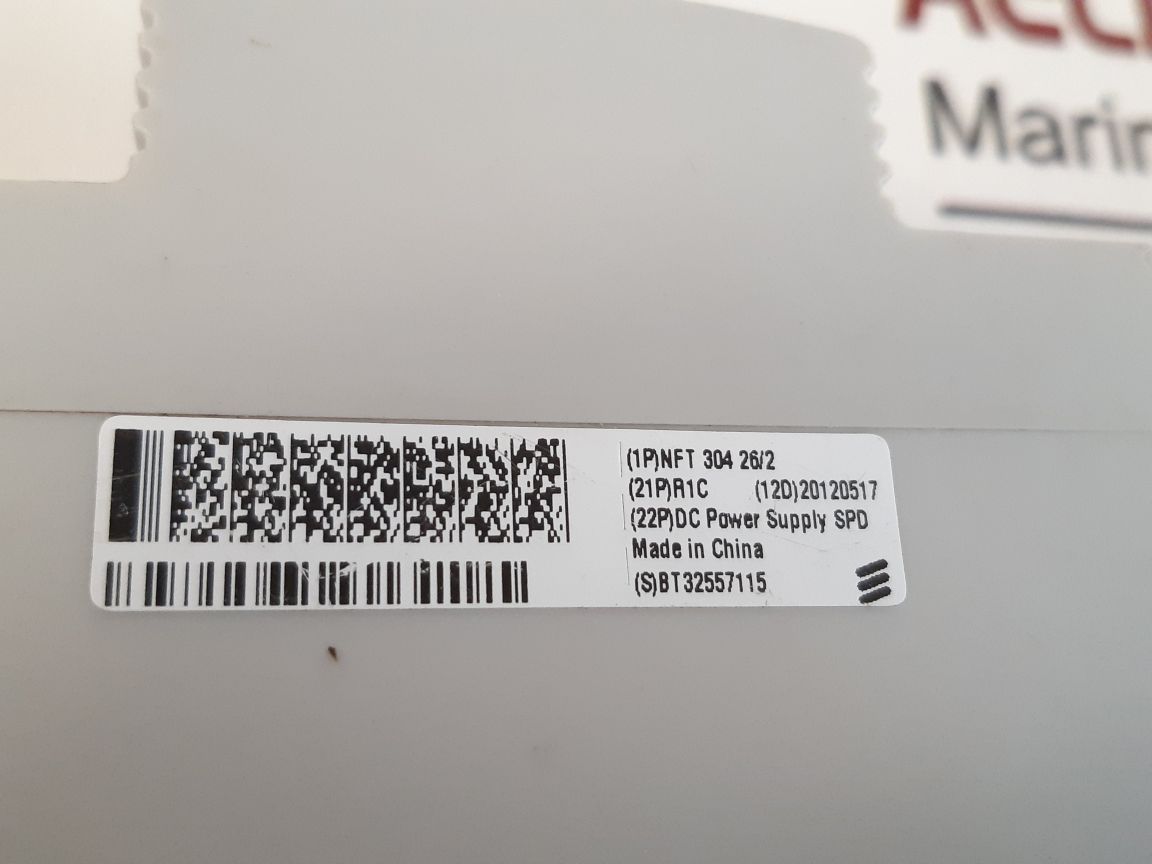 Marin
(1P)NFT 304 26/2
(21P)R1C (12D)20120517
(22P)DC Power Supply SPD
Made in China
(S)BT32557115